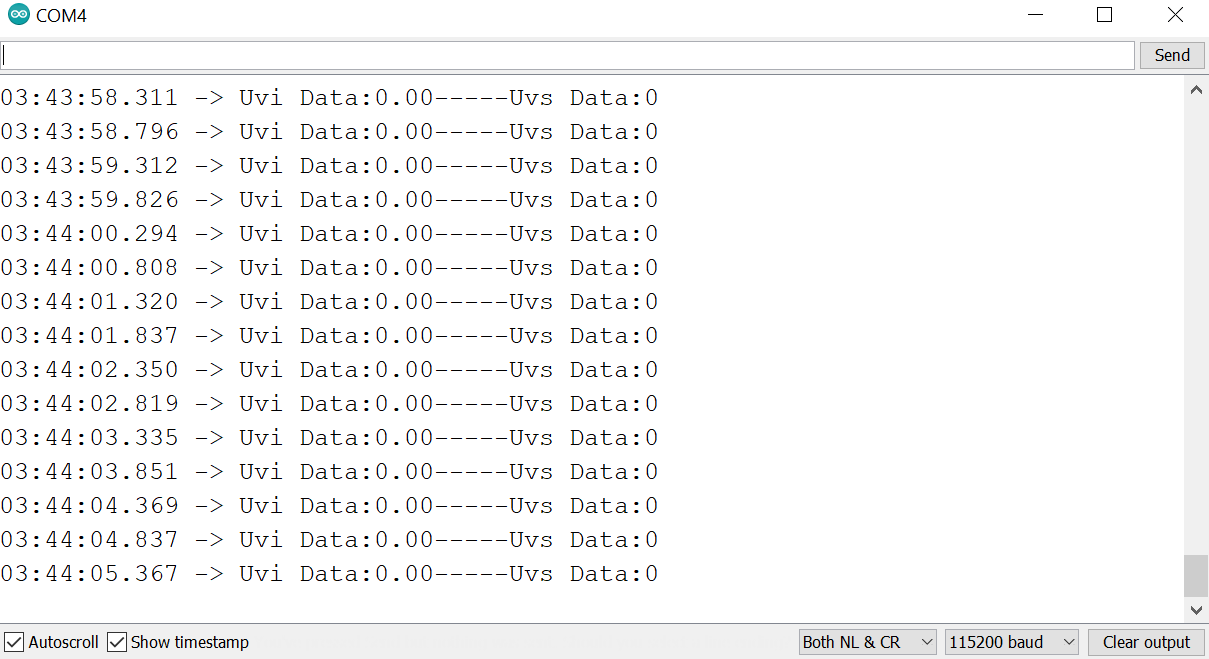 COM4
Send
03:43:58.311 -> Uvi Data:0.00-----Uvs Data:0
03:43:58.796 -> Uvi Data:0.00-----Uvs Data:0
03:43:59.312 -> Uvi Data:0.00-----Uvs Data:0
03:43:59.826 -> Uvi Data:0.00-----Uvs Data:0
03:44:00.294 -> Uvi Data:0.00-----Uvs Data:0
03:44:00.808 -> Uvi Data:0.00-----Uvs Data:0
03:44:01.320 -> Uvi Data:0.00-----Uvs Data:0
03:44:01.837 -> Uvi Data:0.00-----Uvs Data:0
03:44:02.350 -> Uvi Data:0.00-----Uvs Data:0
03:44:02.819 -> Uvi Data:0.00-----Uvs Data:0
03:44:03.335 -> Uvi Data:0.00-----Uvs Data:0
03:44:03.851 -> Uvi Data:0.00-----Uvs Data:0
03:44:04.369 -> Uvi Data:0.00-----Uvs Data:0
03:44:04.837 -> Uvi Data:0.00-----Uvs Data:0
03:44:05.367 -> Uvi Data:0.00-----Uvs Data:0
Autoscroll Show timestamp Both NL & CR 115200 baud Clear output